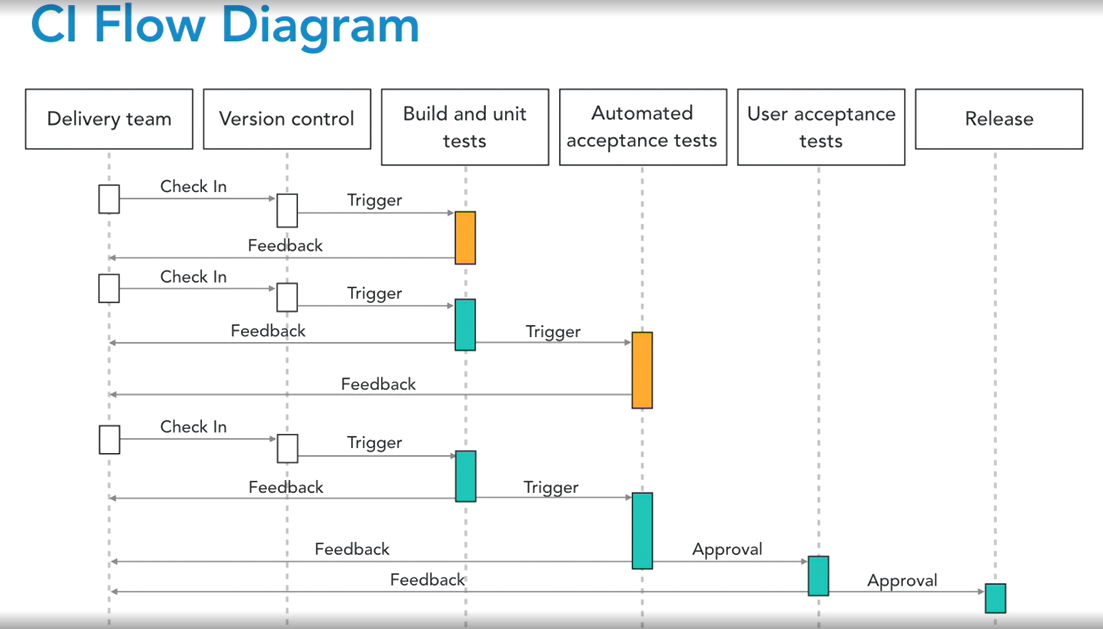 CI Flow Diagram
Delivery team
Version control
Build and unit
tests
Automated
acceptance tests
User acceptance
tests
Release
Check In
Trigger
Feedback
Check In
Trigger
Feedback
Trigger
Feedback
Check In
Trigger
Feedback
Trigger
Feedback
Approval
Feedback
Approval